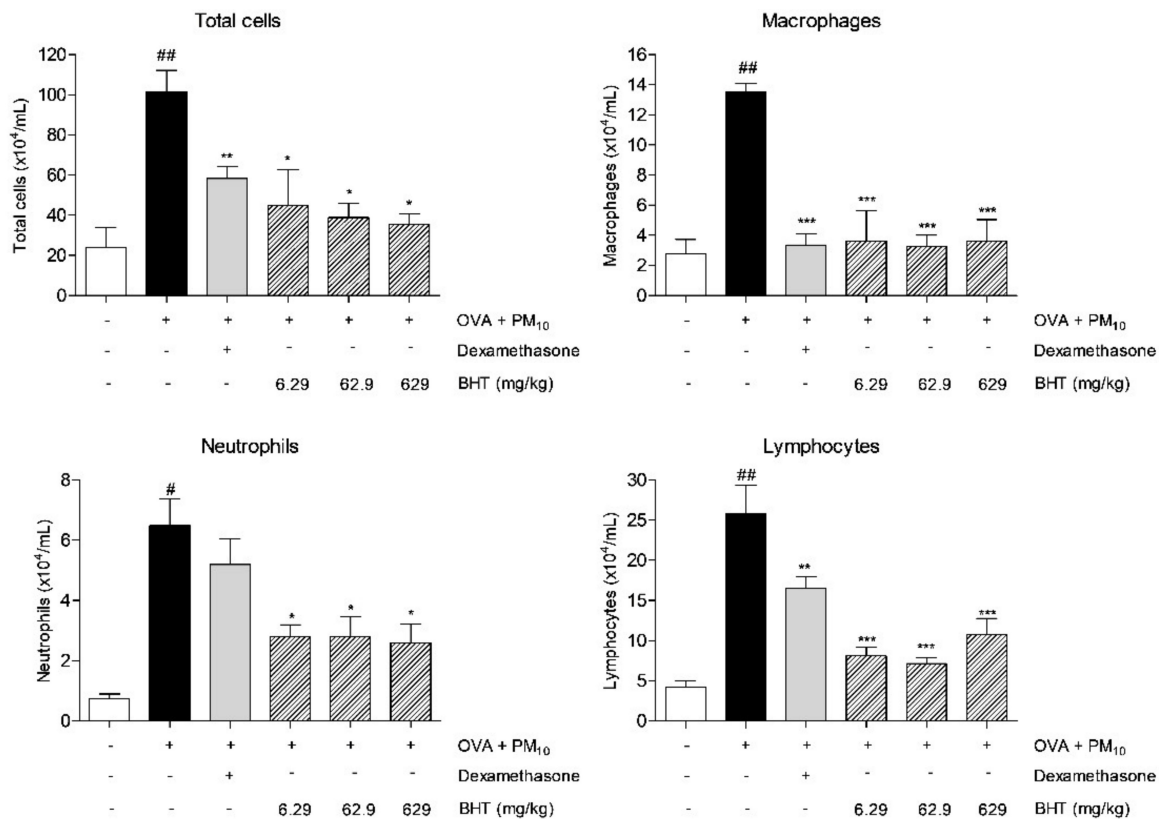 Total cells
Total cells (x10⁴/mL)
120
100
80
60
40
20
0
##
**
*
*
*
- + + + + + OVA + PM₁₀
- - + - - - Dexamethasone
- - - 6.29 62.9 629 BHT (mg/kg)
Macrophages
Macrophages (x10⁴/mL)
16
14
12
10
8
6
4
2
0
##
***
***
***
***
- + + + + + OVA + PM₁₀
- - + - - - Dexamethasone
- - - 6.29 62.9 629 BHT (mg/kg)
Neutrophils
Neutrophils (x10⁴/mL)
8
6
4
2
0
#
*
*
*
- + + + + + OVA + PM₁₀
- - + - - - Dexamethasone
- - - 6.29 62.9 629 BHT (mg/kg)
Lymphocytes
Lymphocytes (x10⁴/mL)
30
25
20
15
10
5
0
##
**
***
***
***
- + + + + + OVA + PM₁₀
- - + - - - Dexamethasone
- - - 6.29 62.9 629 BHT (mg/kg)